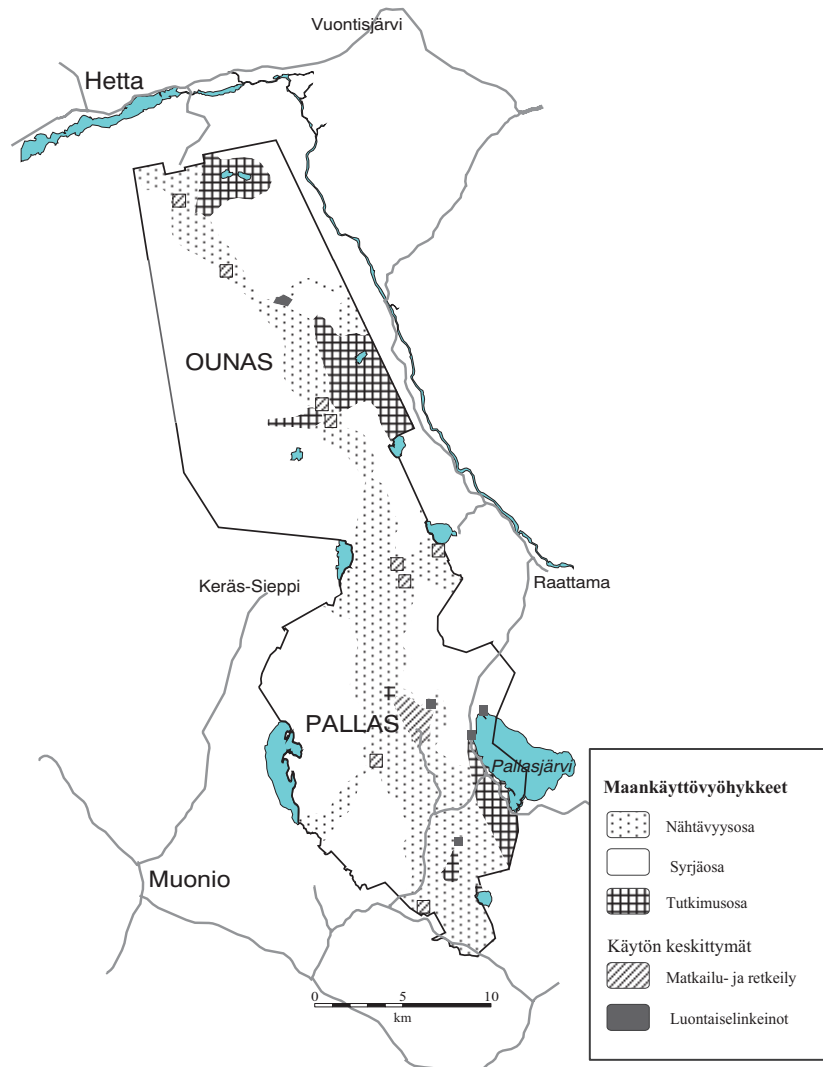 Vuontisjärvi
Hetta
OUNAS
Keräs-Sieppi
Raattama
PALLAS
Pallasjärvi
Muonio
0 5 10
km
Maankäyttövyöhykkeet
Nähtävyysosa
Syrjäosa
Tutkimusosa
Käytön keskittymät
Matkailu- ja retkeily
Luontaiselinkeinot